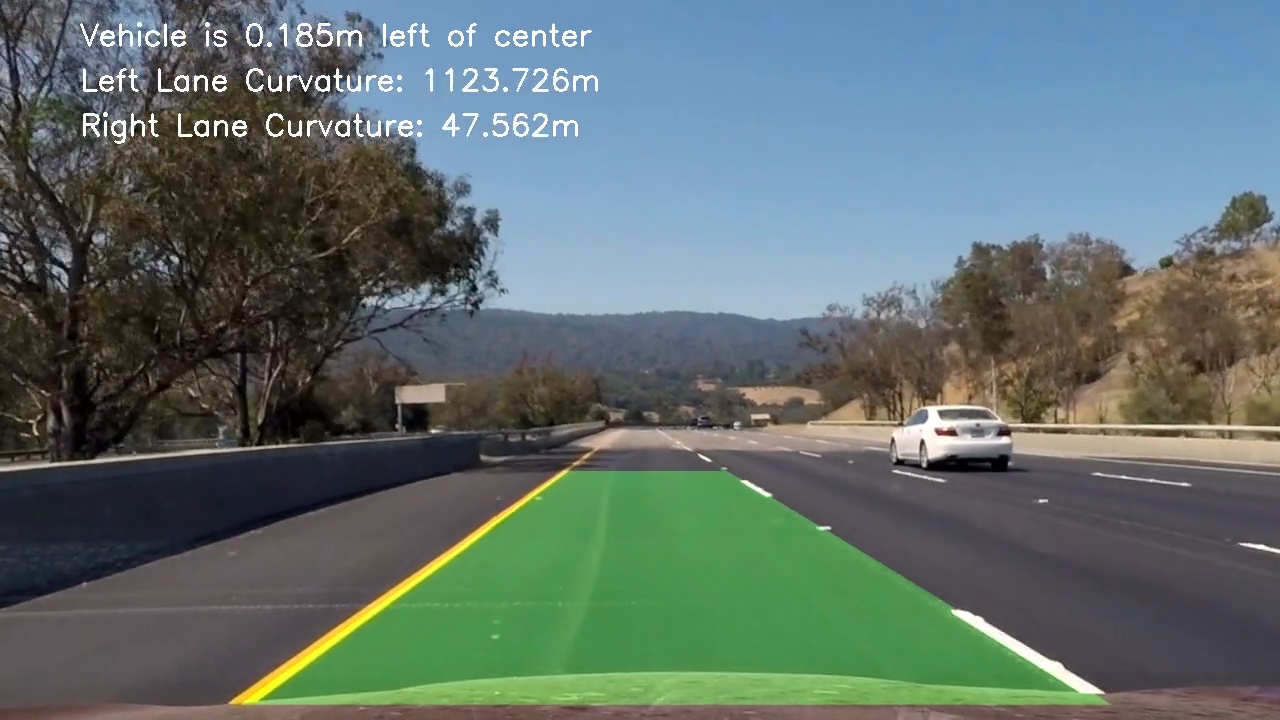 Vehicle is 0.185m left of center
Left Lane Curvature: 1123.726m
Right Lane Curvature: 47.562m